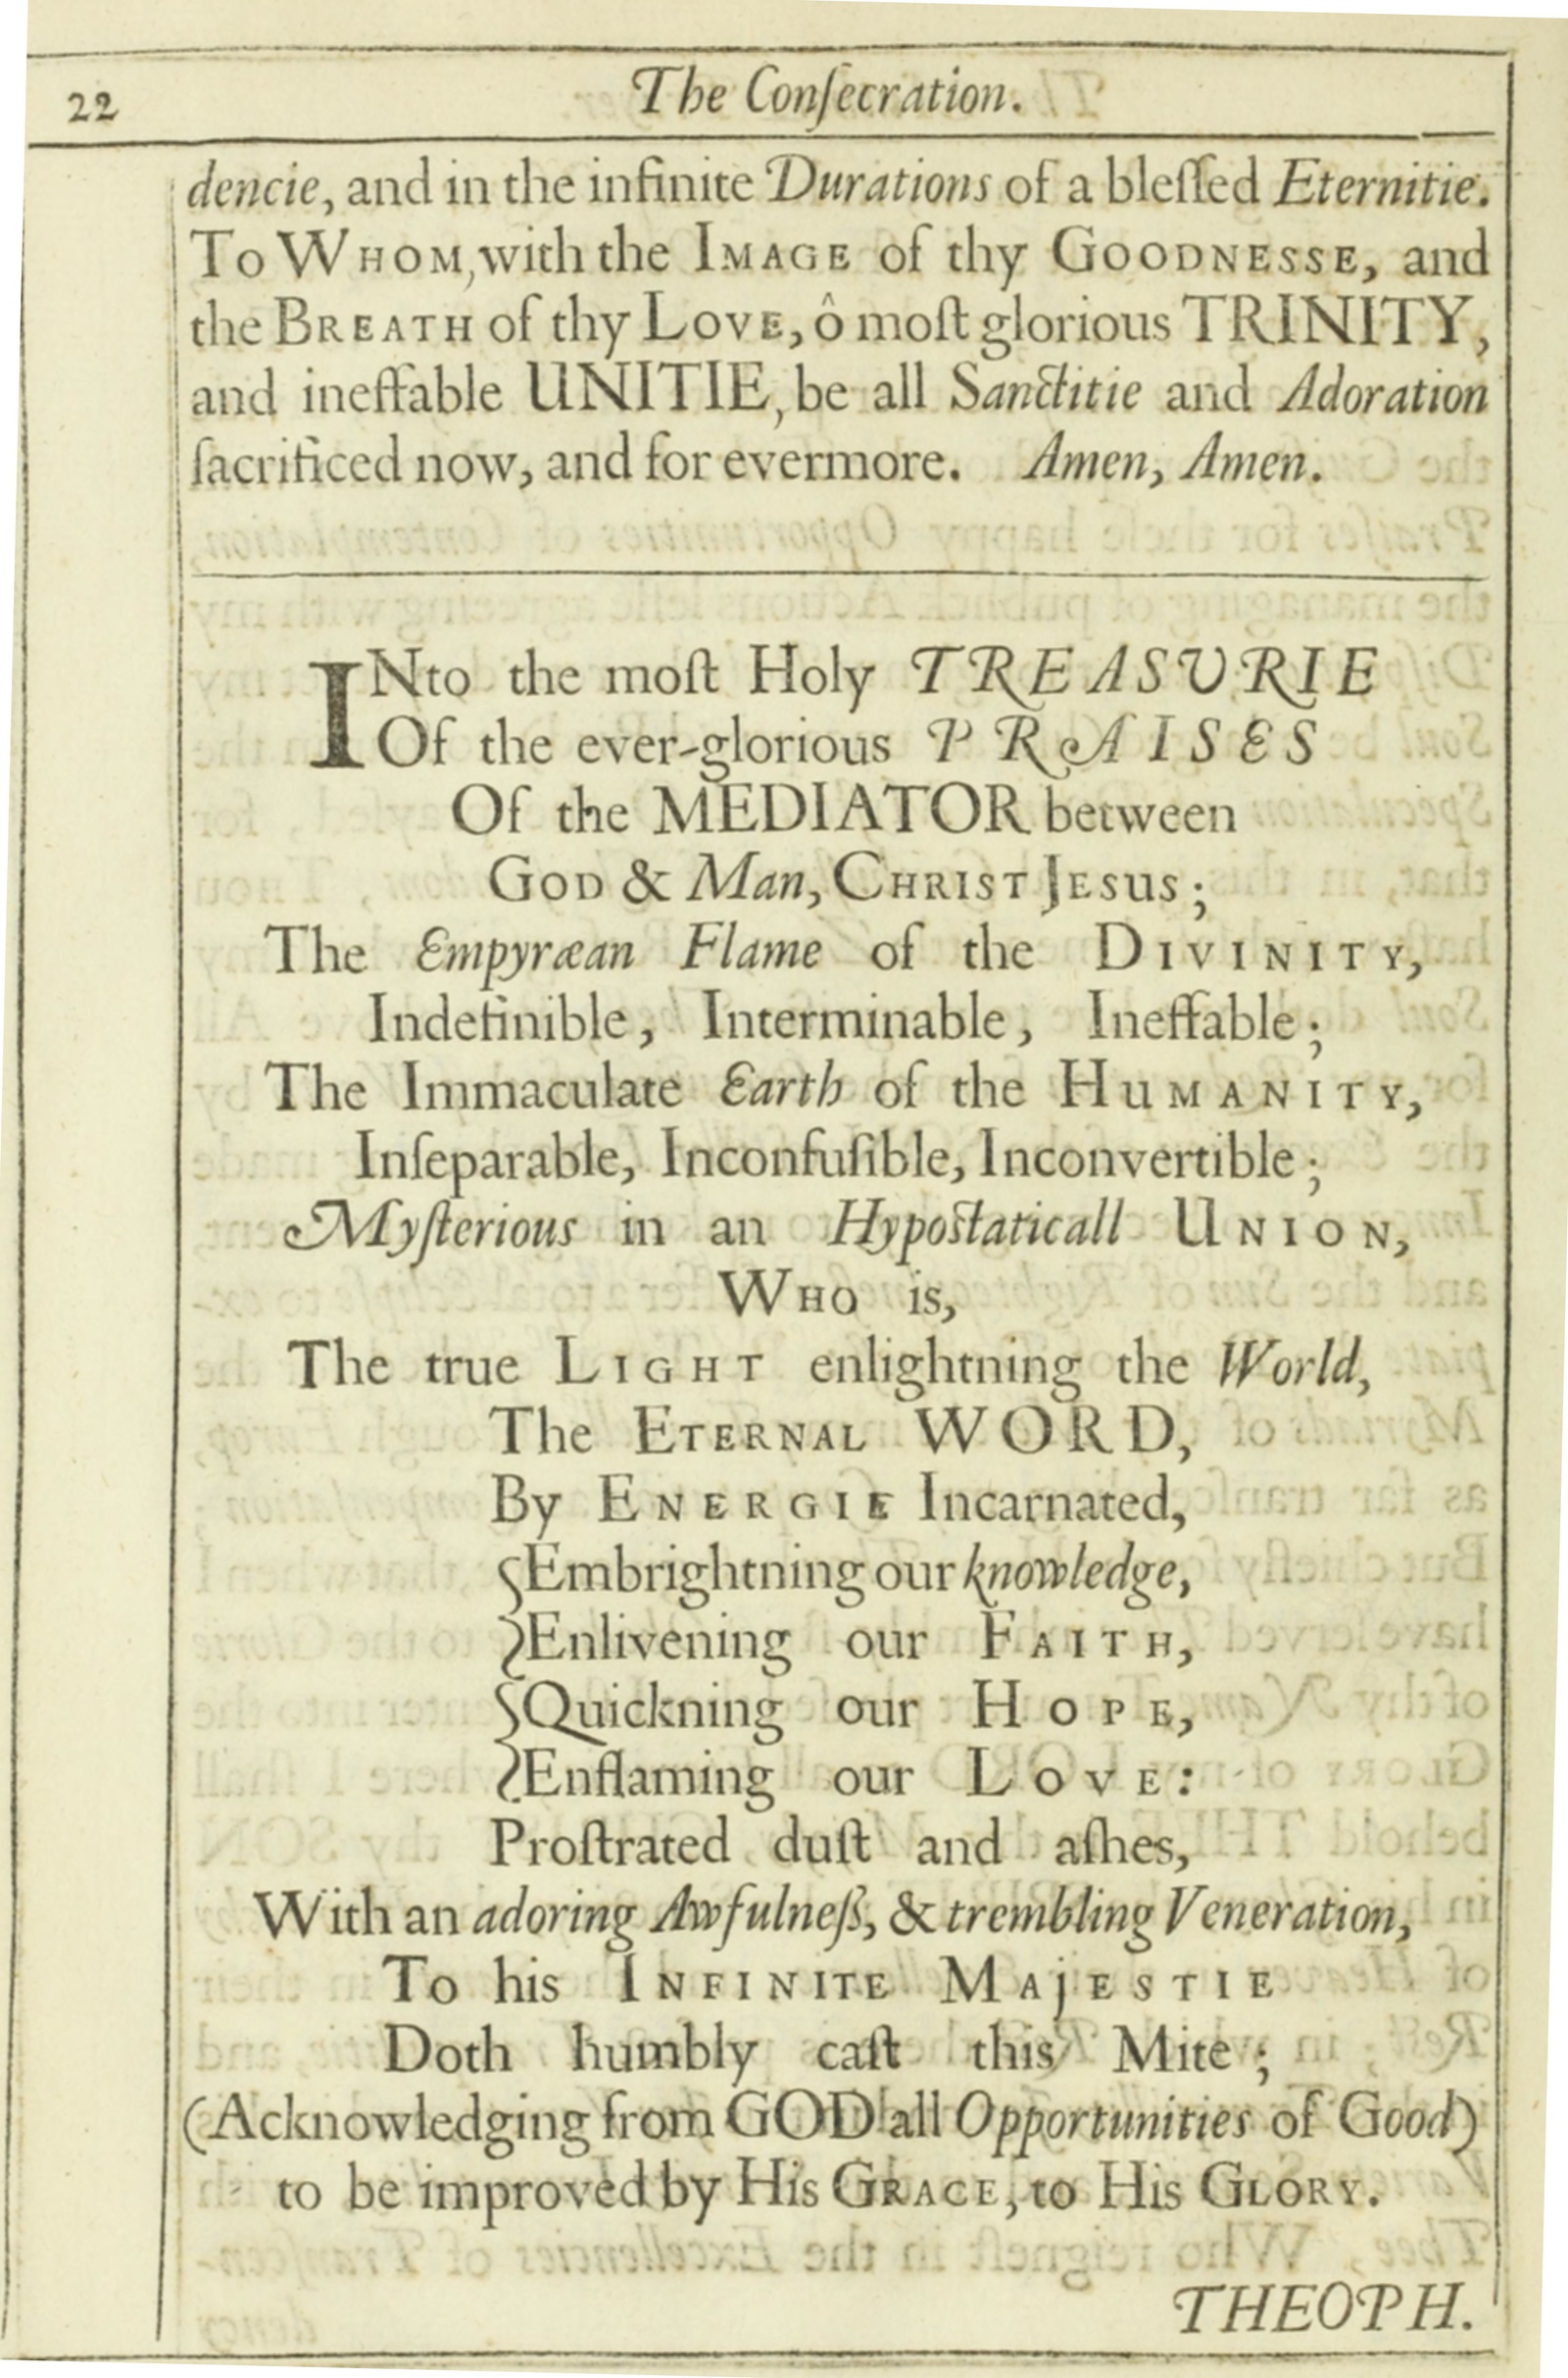 22
The Conſecration.
dencie, and in the infinite Durations of a bleſſed Eternitie.
To WHOM, with the IMAGE of thy GOODNESSE, and
the BREATH of thy LOVE, ô moſt glorious TRINITY,
and ineffable UNITIE, be all Sanctitie and Adoration
ſacrificed now, and for evermore. Amen, Amen.
INto the moſt Holy TREASURIE
Of the ever-glorious PRAISES
Of the MEDIATOR between
GOD & Man, CHRIST JESUS;
The Empyræan Flame of the DIVINITY,
Indefinible, Interminable, Ineffable;
The Immaculate Earth of the HUMANITY,
Inſeparable, Inconfuſible, Inconvertible;
Myſterious in an Hypoſtaticall UNION,
WHO is,
The true LIGHT enlightning the World,
The ETERNAL WORD,
By ENERGIE Incarnated,
Embrightning our knowledge,
Enlivening our FAITH,
Quickning our HOPE,
Enflaming our LOVE:
Proſtrated duſt and aſhes,
With an adoring Awfulneſs, & trembling Veneration,
To his INFINITE MAJESTIE
Doth humbly caſt this Mite;
(Acknowledging from GOD all Opportunities of Good)
to be improved by His GRACE, to His GLORY.
THEOPH.